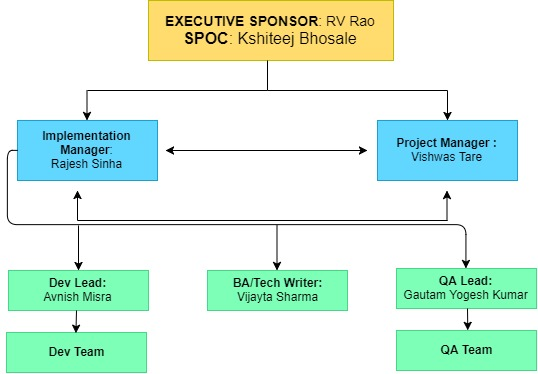 EXECUTIVE SPONSOR: RV Rao
SPOC: Kshiteej Bhosale
Implementation
Manager:
Rajesh Sinha
Project Manager :
Vishwas Tare
Dev Lead:
Avnish Misra
BA/Tech Writer:
Vijayta Sharma
QA Lead:
Gautam Yogesh Kumar
Dev Team
QA Team